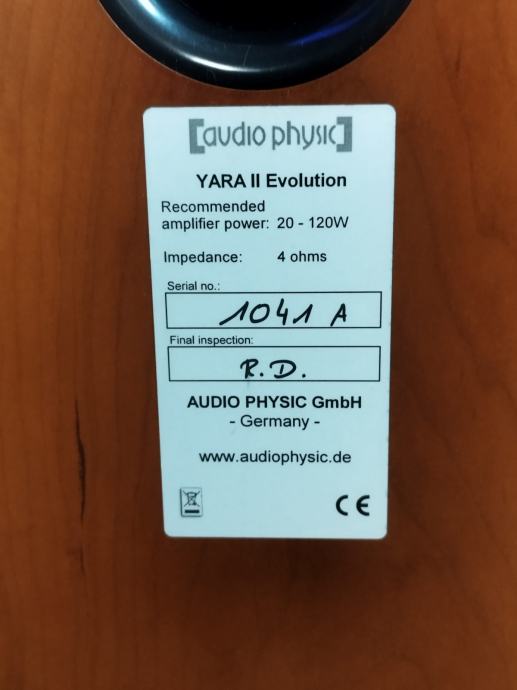 [audio physic]
YARA II Evolution
Recommended
amplifier power: 20 - 120W
Impedance: 4 ohms
Serial no.:
1041 A
Final inspection:
R.D.
AUDIO PHYSIC GmbH
- Germany -
www.audiophysic.de
CE